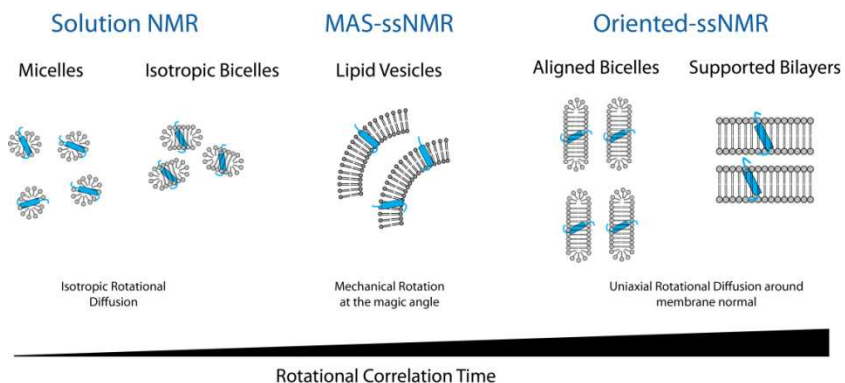 Solution NMR
MAS-ssNMR
Oriented-ssNMR
Micelles
Isotropic Bicelles
Lipid Vesicles
Aligned Bicelles
Supported Bilayers
Isotropic Rotational
Diffusion
Mechanical Rotation
at the magic angle
Uniaxial Rotational Diffusion around
membrane normal
Rotational Correlation Time